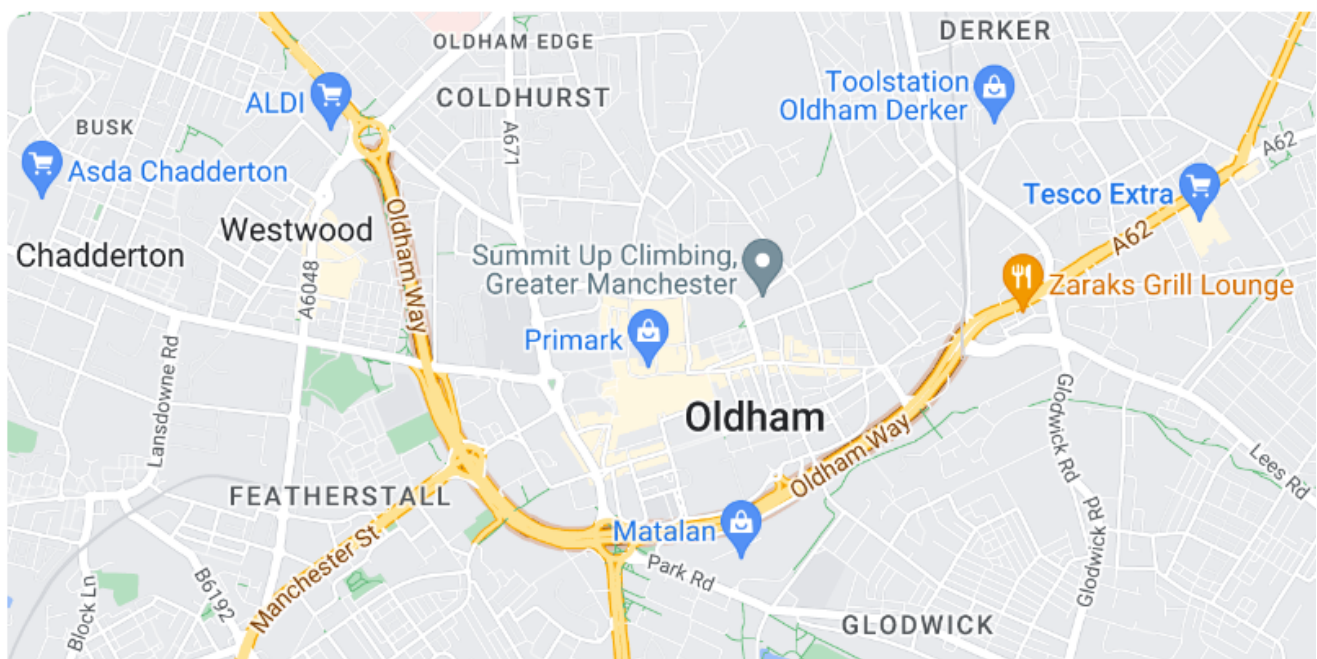 OLDHAM EDGE
DERKER
ALDI
COLDHURST
Toolstation
Oldham Derker
BUSK
A671
A62
Asda Chadderton
Tesco Extra
Westwood
Oldham Way
A62
Chadderton
A6048
Summit Up Climbing,
Greater Manchester
Zaraks Grill Lounge
Primark
Lansdowne Rd
Oldham
Glodwick Rd
Oldham Way
Lees Rd
FEATHERSTALL
Matalan
Manchester St
Park Rd
Glodwick Rd
B6192
Block Ln
GLODWICK